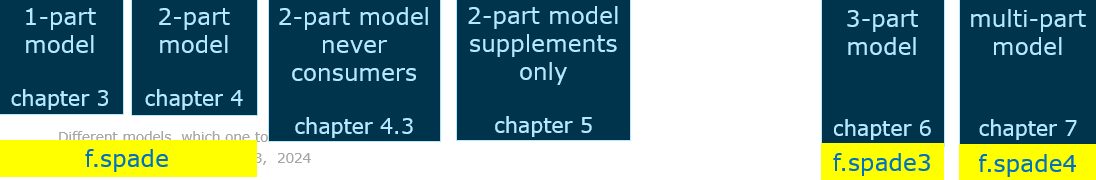 1-part
model
chapter 3
2-part
model
chapter 4
2-part model
never
consumers
chapter 4.3
2-part model
supplements
only
chapter 5
3-part
model
chapter 6
multi-part
model
chapter 7
Different models, which one to
f.spade
, 2024
f.spade3
f.spade4